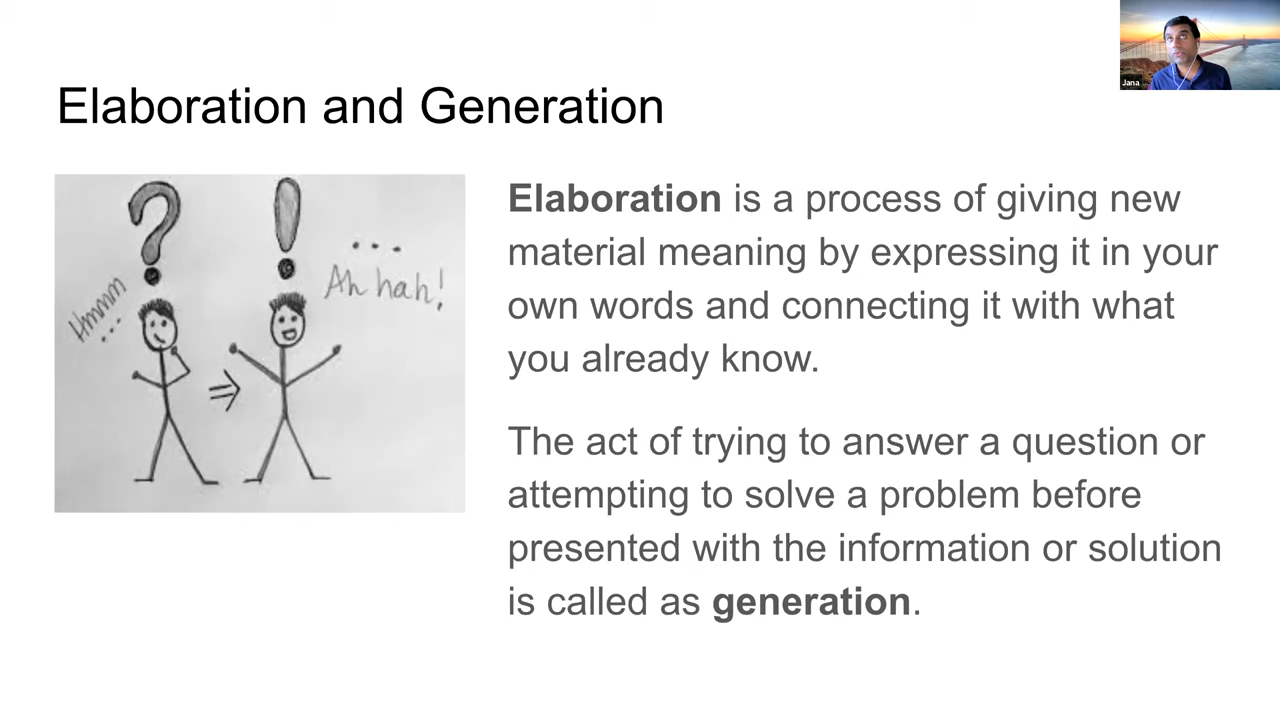 Jana
Elaboration and Generation
?
!
...
Hmmm
...
Ah hah!
Elaboration is a process of giving new
material meaning by expressing it in your
own words and connecting it with what
you already know.
The act of trying to answer a question or
attempting to solve a problem before
presented with the information or solution
is called as generation.